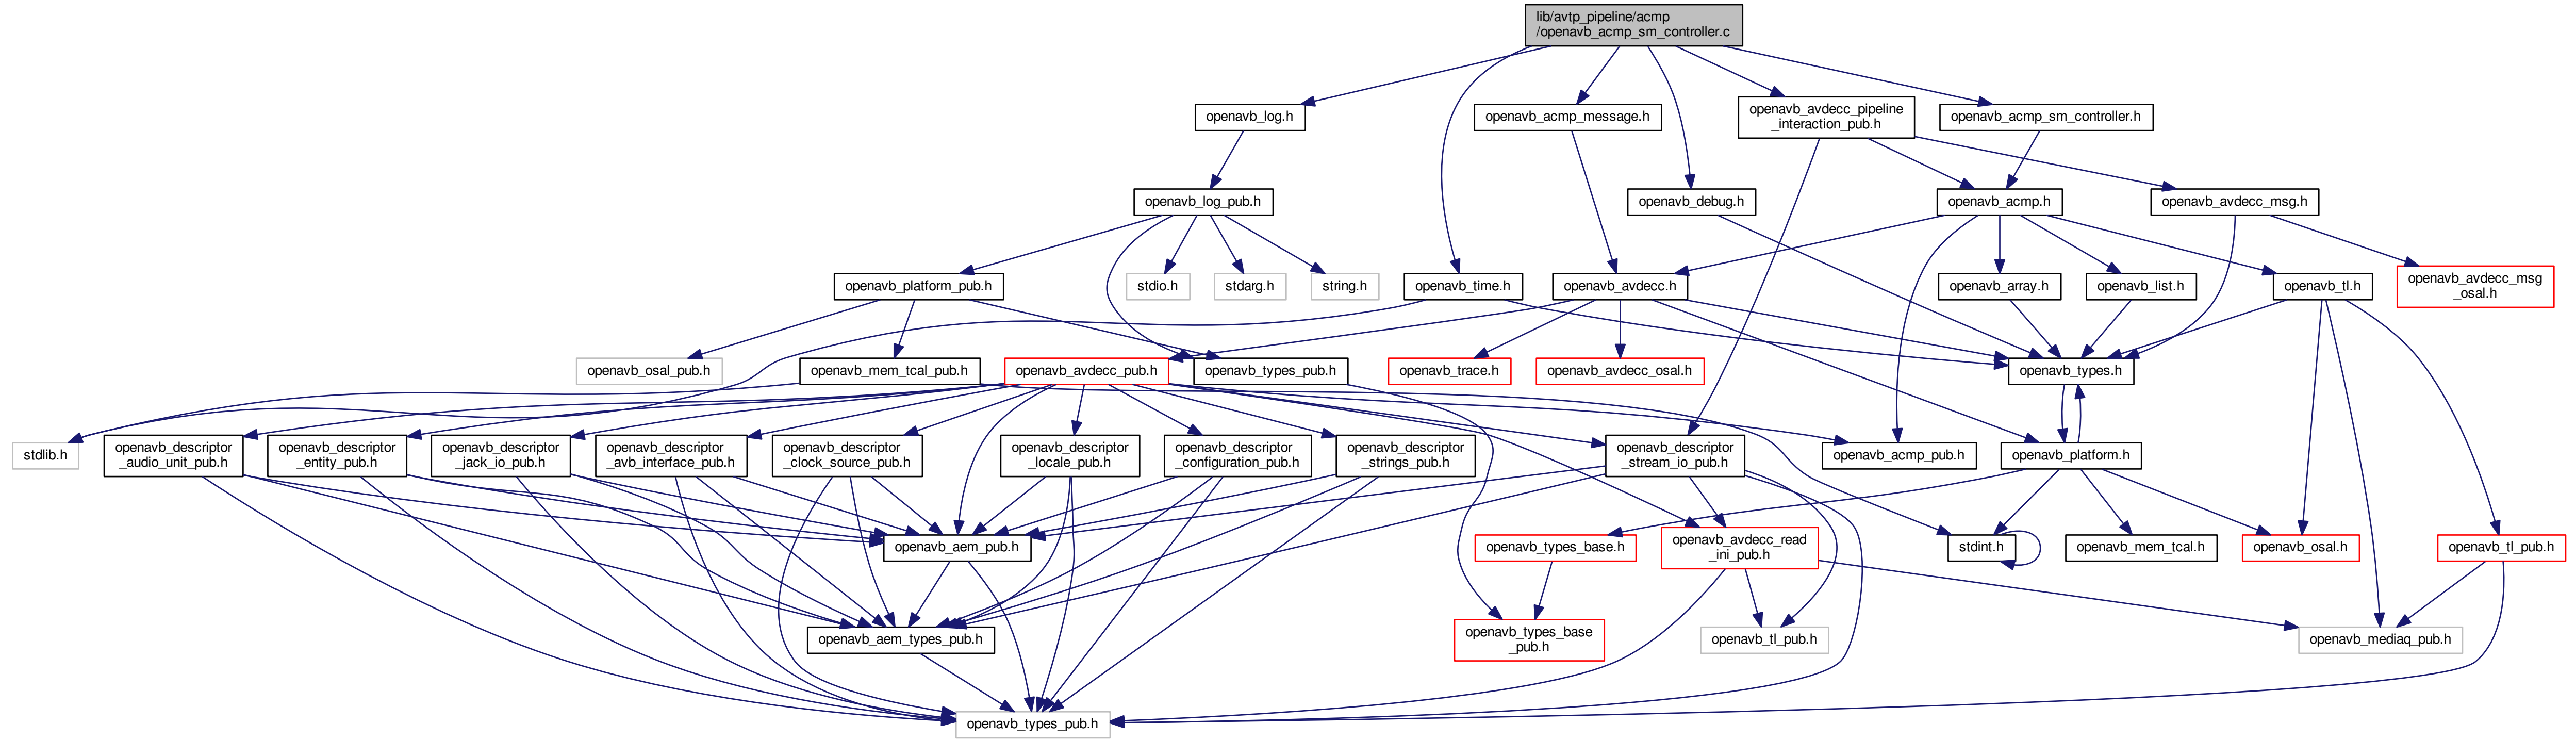 lib/avtp_pipeline/acmp
/openavb_acmp_sm_controller.c
openavb_log.h
openavb_acmp_message.h
openavb_avdecc_pipeline
_interaction_pub.h
openavb_acmp_sm_controller.h
openavb_log_pub.h
openavb_debug.h
openavb_acmp.h
openavb_avdecc_msg.h
openavb_platform_pub.h
stdio.h
stdarg.h
string.h
openavb_time.h
openavb_avdecc.h
openavb_array.h
openavb_list.h
openavb_tl.h
openavb_avdecc_msg
_osal.h
openavb_osal_pub.h
openavb_mem_tcal_pub.h
openavb_avdecc_pub.h
openavb_types_pub.h
openavb_trace.h
openavb_avdecc_osal.h
openavb_types.h
stdlib.h
openavb_descriptor
_audio_unit_pub.h
openavb_descriptor
_entity_pub.h
openavb_descriptor
_jack_io_pub.h
openavb_descriptor
_avb_interface_pub.h
openavb_descriptor
_clock_source_pub.h
openavb_descriptor
_locale_pub.h
openavb_descriptor
_configuration_pub.h
openavb_descriptor
_strings_pub.h
openavb_descriptor
_stream_io_pub.h
openavb_acmp_pub.h
openavb_platform.h
openavb_aem_pub.h
openavb_types_base.h
openavb_avdecc_read
_ini_pub.h
stdint.h
openavb_mem_tcal.h
openavb_osal.h
openavb_tl_pub.h
openavb_aem_types_pub.h
openavb_types_base
_pub.h
openavb_tl_pub.h
openavb_mediaq_pub.h
openavb_types_pub.h